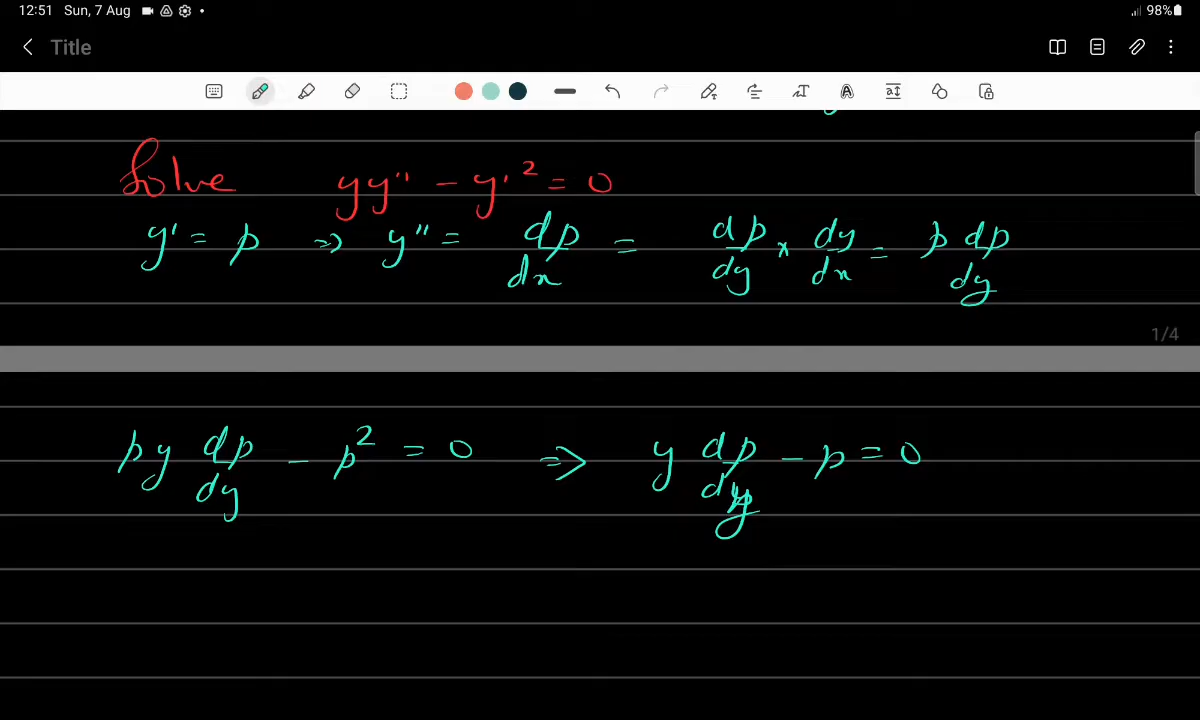 12:51 Sun, 7 Aug 98%
Title
Solve yy'' - y'² = 0
y' = p => y'' = dp/dx = dp/dy × dy/dx = p dp/dy
1/4
py dp/dy - p² = 0 => y dp/dy - p = 0